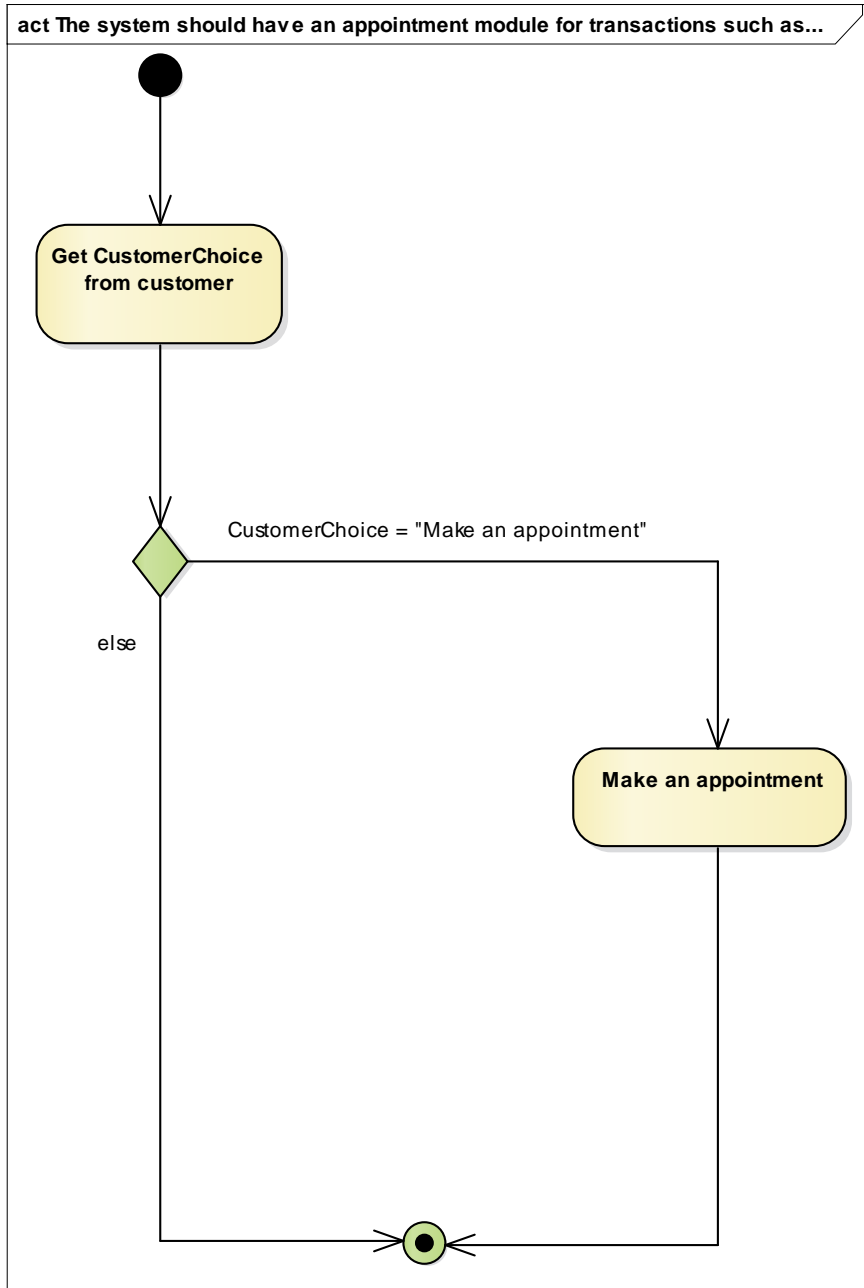 act The system should have an appointment module for transactions such as...
Get CustomerChoice
from customer
CustomerChoice = "Make an appointment"
else
Make an appointment